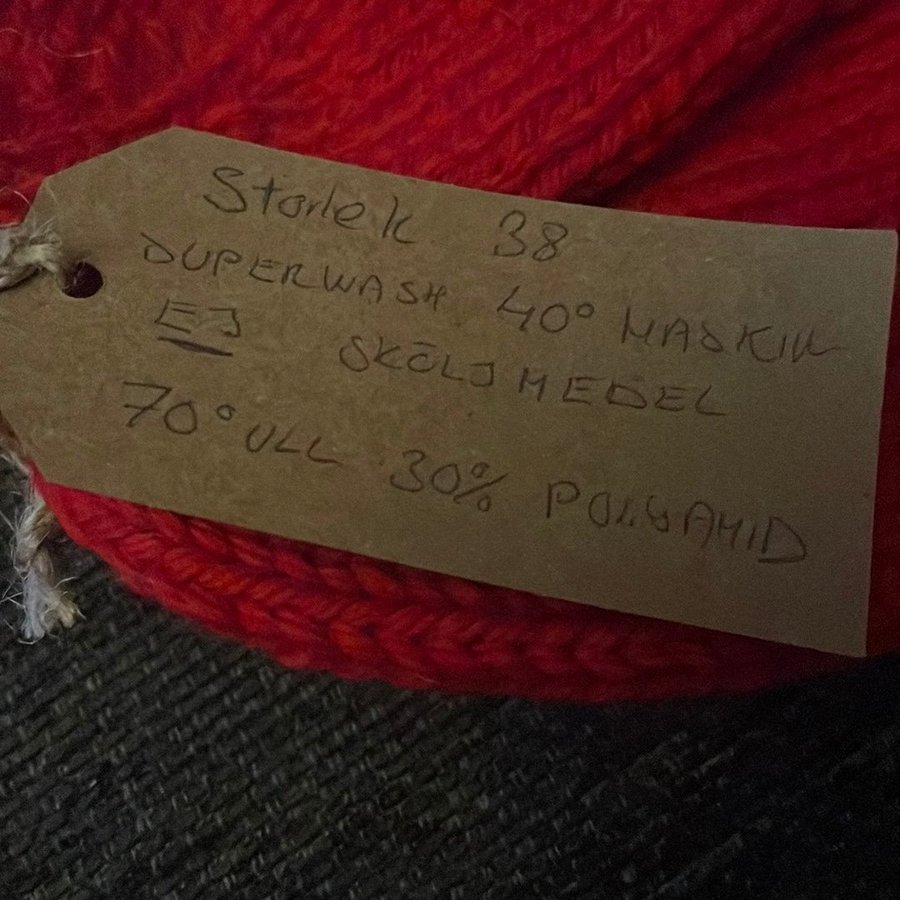 Storlek 38
SUPERWASH 40° MASKIN
EJ SKÖLJMEDEL
70° ULL 30% POLYAMID